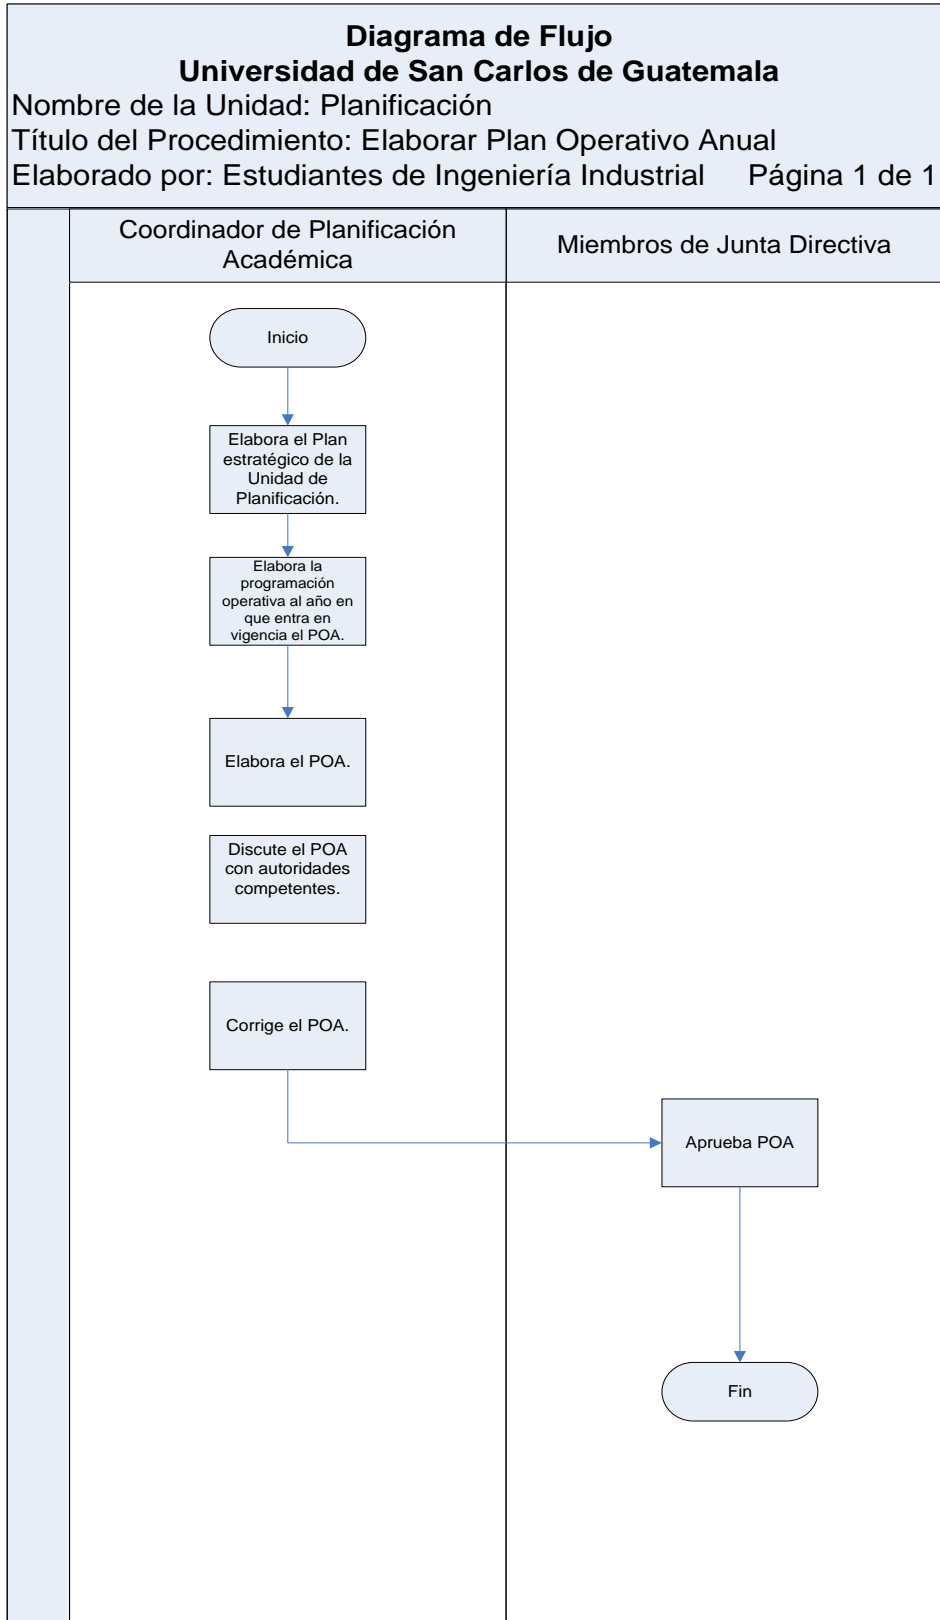 Diagrama de Flujo
Universidad de San Carlos de Guatemala
Nombre de la Unidad: Planificación
Título del Procedimiento: Elaborar Plan Operativo Anual
Elaborado por: Estudiantes de Ingeniería Industrial Página 1 de 1
Coordinador de Planificación
Académica
Miembros de Junta Directiva
Inicio
Elabora el Plan
estratégico de la
Unidad de
Planificación.
Elabora la
programación
operativa al año en
que entra en
vigencia el POA.
Elabora el POA.
Discute el POA
con autoridades
competentes.
Corrige el POA.
Aprueba POA
Fin